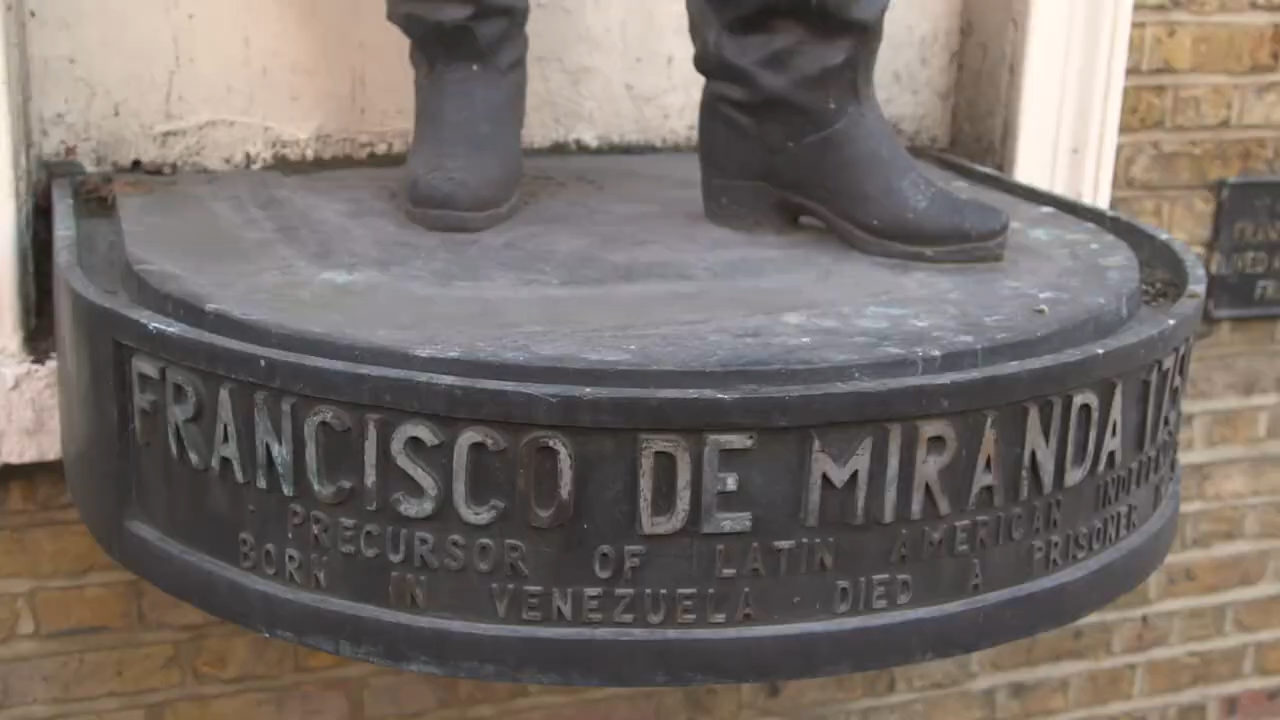 FRANCISCO DE MIRANDA
PRECURSOR OF LATIN AMERICAN
BORN IN VENEZUELA DIED A PRISONER